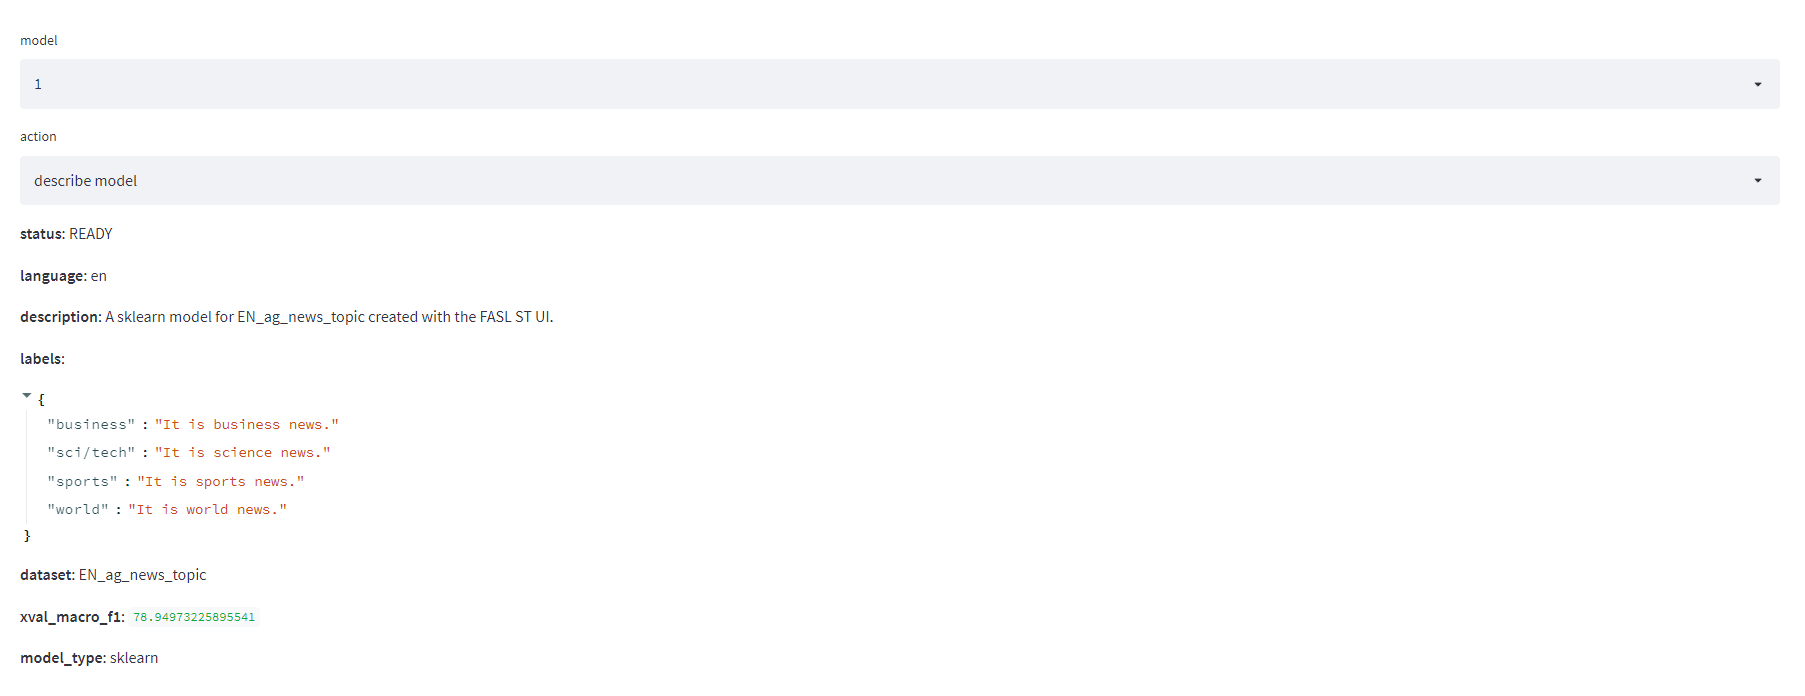 model
1
action
describe model
status: READY
language: en
description: A sklearn model for EN_ag_news_topic created with the FASL ST UI.
labels:
{
"business" : "It is business news."
"sci/tech" : "It is science news."
"sports" : "It is sports news."
"world" : "It is world news."
}
dataset: EN_ag_news_topic
xval_macro_f1: 78.94973225895541
model_type: sklearn